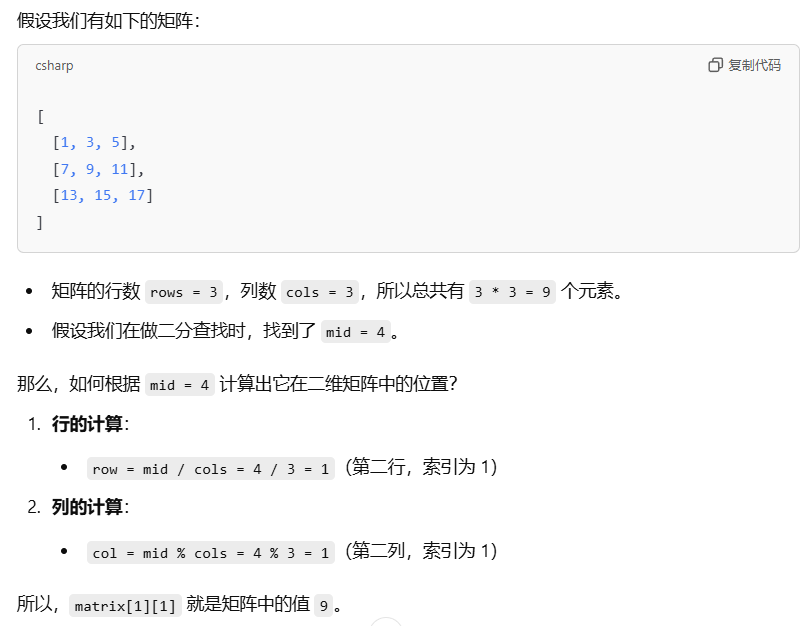 假设我们有如下的矩阵：
csharp
复制代码
[
  [1, 3, 5],
  [7, 9, 11],
  [13, 15, 17]
]
• 矩阵的行数 rows = 3，列数 cols = 3，所以总共有 3 * 3 = 9 个元素。
• 假设我们在做二分查找时，找到了 mid = 4。
那么，如何根据 mid = 4 计算出它在二维矩阵中的位置？
1. 行的计算：
• row = mid / cols = 4 / 3 = 1（第二行，索引为 1）
2. 列的计算：
• col = mid % cols = 4 % 3 = 1（第二列，索引为 1）
所以，matrix[1][1] 就是矩阵中的值 9。